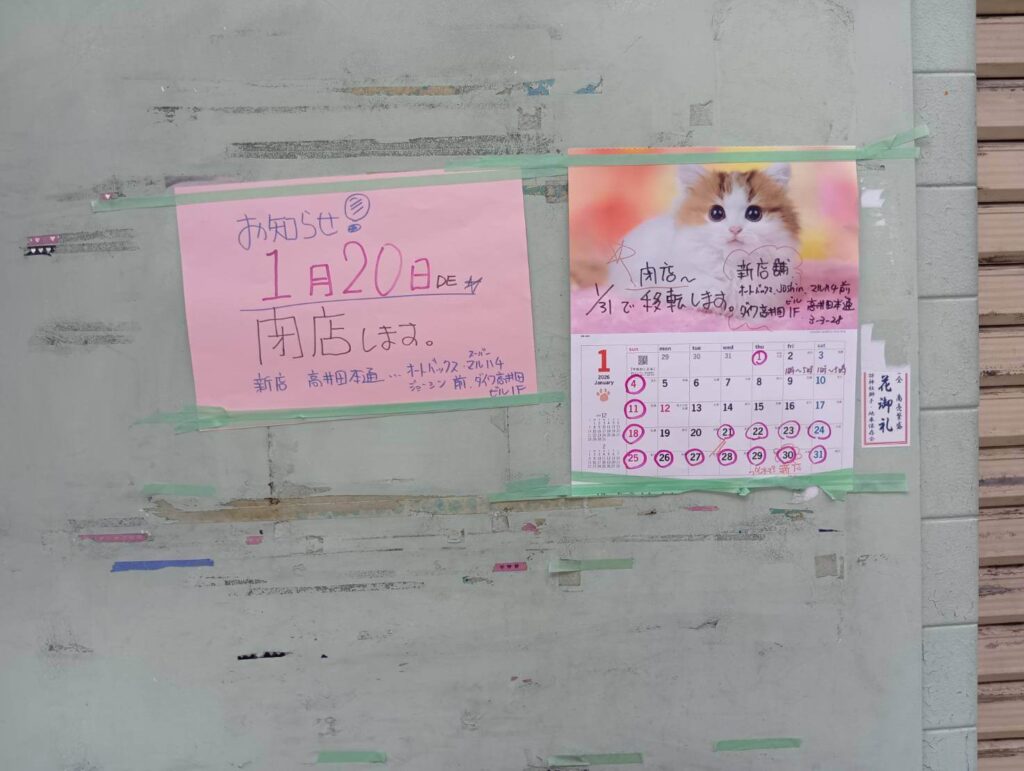 お知らせ!
1月20日DE
閉店します。
新店 高井田本通… オートバックス スーパーマルハチ
ジョーシン 前、ダイワ高井田
ビル1F
閉店〜
1/31で移転します。
新店舗
オートバックス、Joshin、マルハチ前
ダイワ高井田ビル1F 高井田本通
3-3-28
1
2026
January
sun mon tue wed thu fri sat
29 30 31 1 2 3
4 5 6 7 8 9 10
11 12 13 14 15 16 17
18 19 20 21 22 23 24
25 26 27 28 29 30 31
花御礼